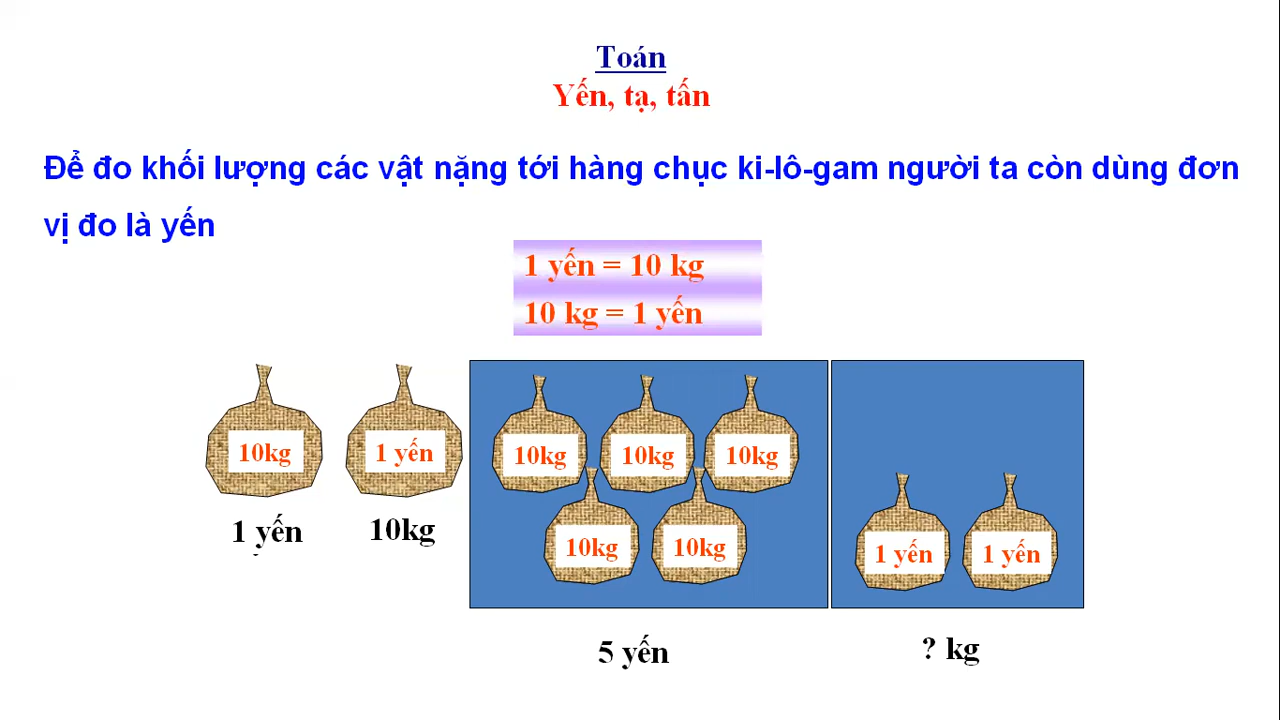 Toán
Yến, tạ, tấn
Để đo khối lượng các vật nặng tới hàng chục ki-lô-gam người ta còn dùng đơn
vị đo là yến
1 yến = 10 kg
10 kg = 1 yến
10kg
1 yến
10kg
10kg
10kg
10kg
10kg
1 yến
1 yến
1 yến
10kg
5 yến
? kg